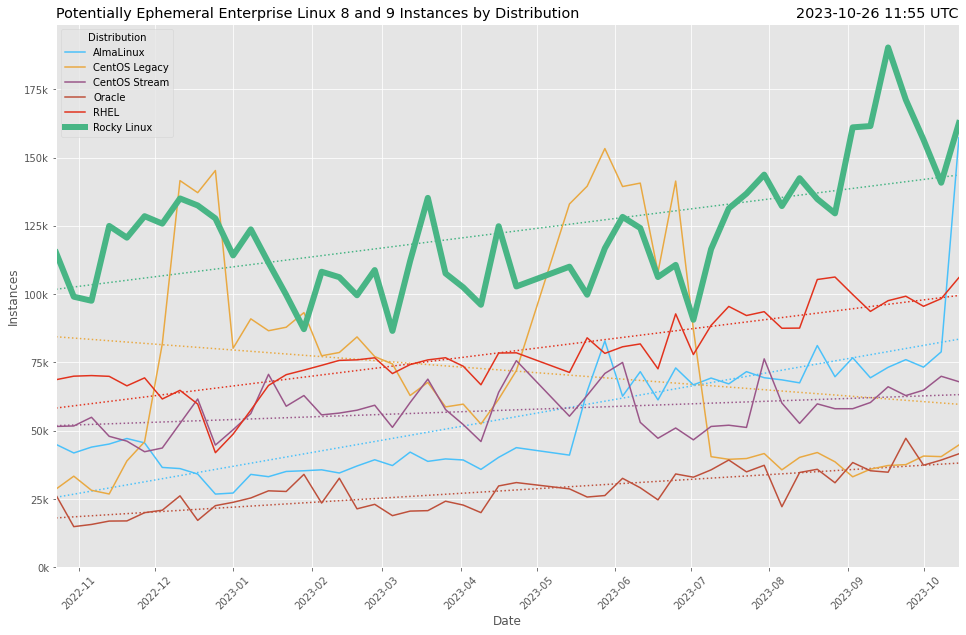 Potentially Ephemeral Enterprise Linux 8 and 9 Instances by Distribution
2023-10-26 11:55 UTC
Distribution
AlmaLinux
CentOS Legacy
CentOS Stream
Oracle
RHEL
Rocky Linux
175k
150k
125k
100k
75k
50k
25k
0k
Instances
2022-11
2022-12
2023-01
2023-02
2023-03
2023-04
2023-05
2023-06
2023-07
2023-08
2023-09
2023-10
Date